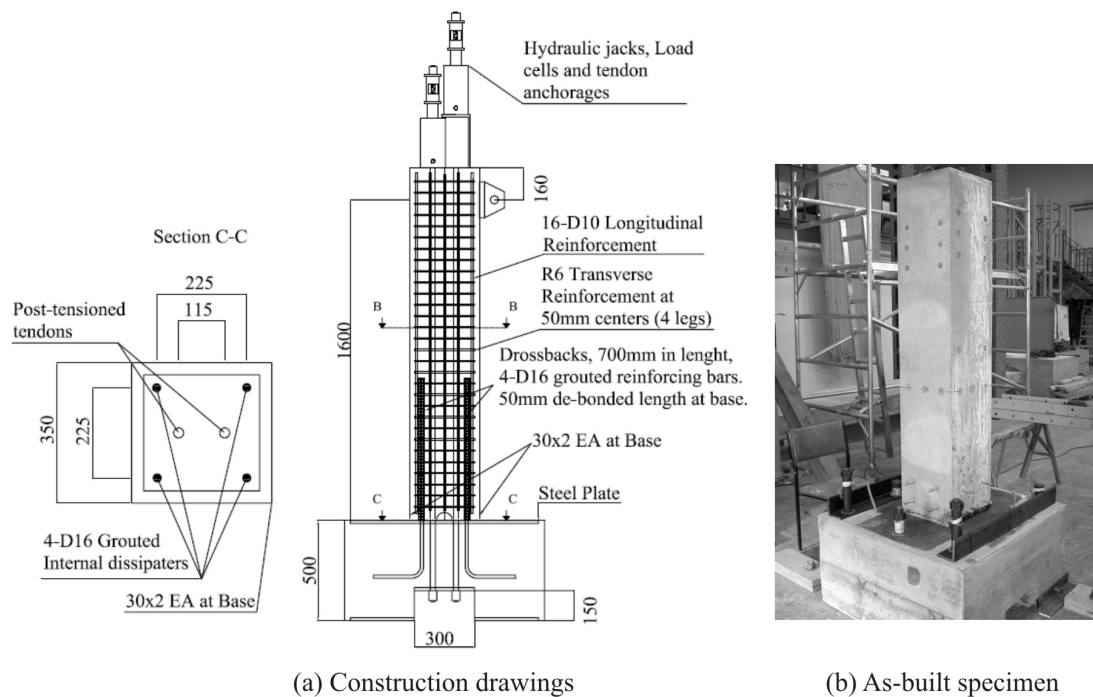 Hydraulic jacks, Load
cells and tendon
anchorages
160
Section C-C
16-D10 Longitudinal
Reinforcement
225
115
Post-tensioned
tendons
R6 Transverse
Reinforcement at
50mm centers (4 legs)
B
B
1600
Drossbacks, 700mm in lenght,
4-D16 grouted reinforcing bars.
50mm de-bonded length at base.
350
225
30x2 EA at Base
C
C
Steel Plate
4-D16 Grouted
Internal dissipaters
30x2 EA at Base
500
150
300
(a) Construction drawings
(b) As-built specimen